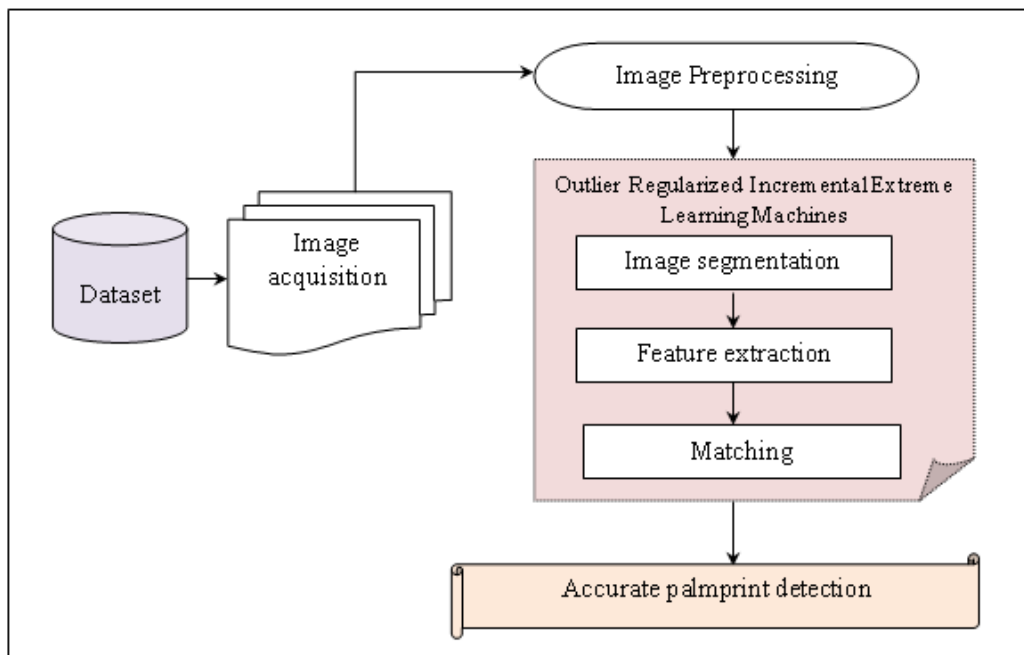 Dataset
Image
acquisition
Image Preprocessing
Outlier Regularized Incremental Extreme
Learning Machines
Image segmentation
Feature extraction
Matching
Accurate palmprint detection